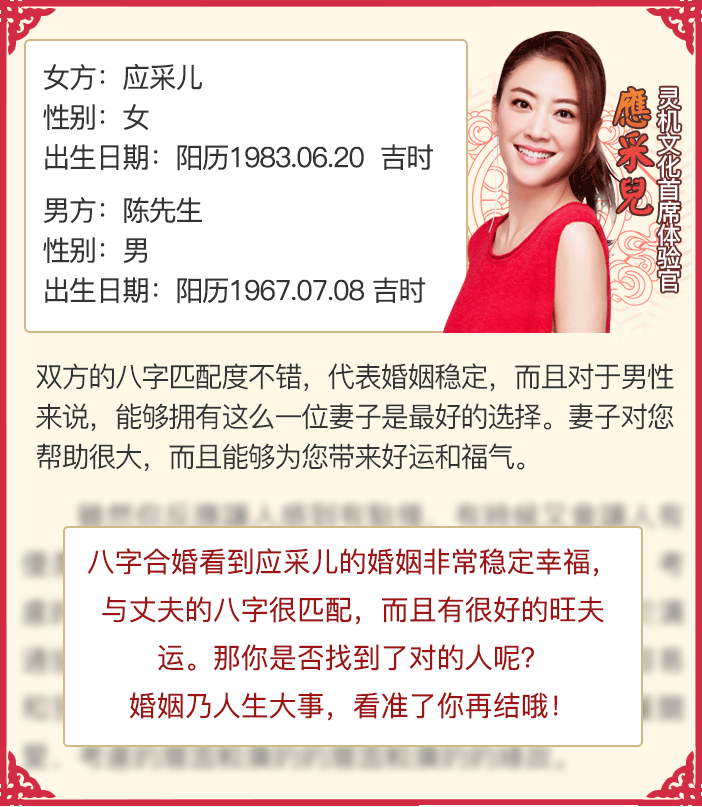 女方：应采儿
性别：女
出生日期：阳历1983.06.20 吉时
男方：陈先生
性别：男
出生日期：阳历1967.07.08 吉时
應采兒
灵机文化首席体验官
双方的八字匹配度不错，代表婚姻稳定，而且对于男性
来说，能够拥有这么一位妻子是最好的选择。妻子对您
帮助很大，而且能够为您带来好运和福气。
八字合婚看到应采儿的婚姻非常稳定幸福，
与丈夫的八字很匹配，而且有很好的旺夫
运。那你是否找到了对的人呢？
婚姻乃人生大事，看准了你再结哦！